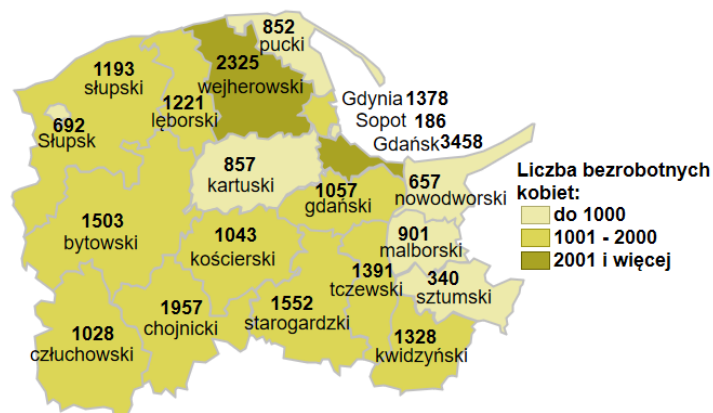 852
pucki
1193
słupski
2325
wejherowski
Gdynia 1378
1221
lęborski
Sopot 186
692
Słupsk
Gdańsk 3458
857
kartuski
Liczba bezrobotnych
kobiet:
do 1000
1001 - 2000
2001 i więcej
657
nowodworski
1057
gdański
1503
bytowski
1043
kościerski
901
malborski
1391
tczewski
340
sztumski
1957
chojnicki
1552
starogardzki
1028
człuchowski
1328
kwidzyński